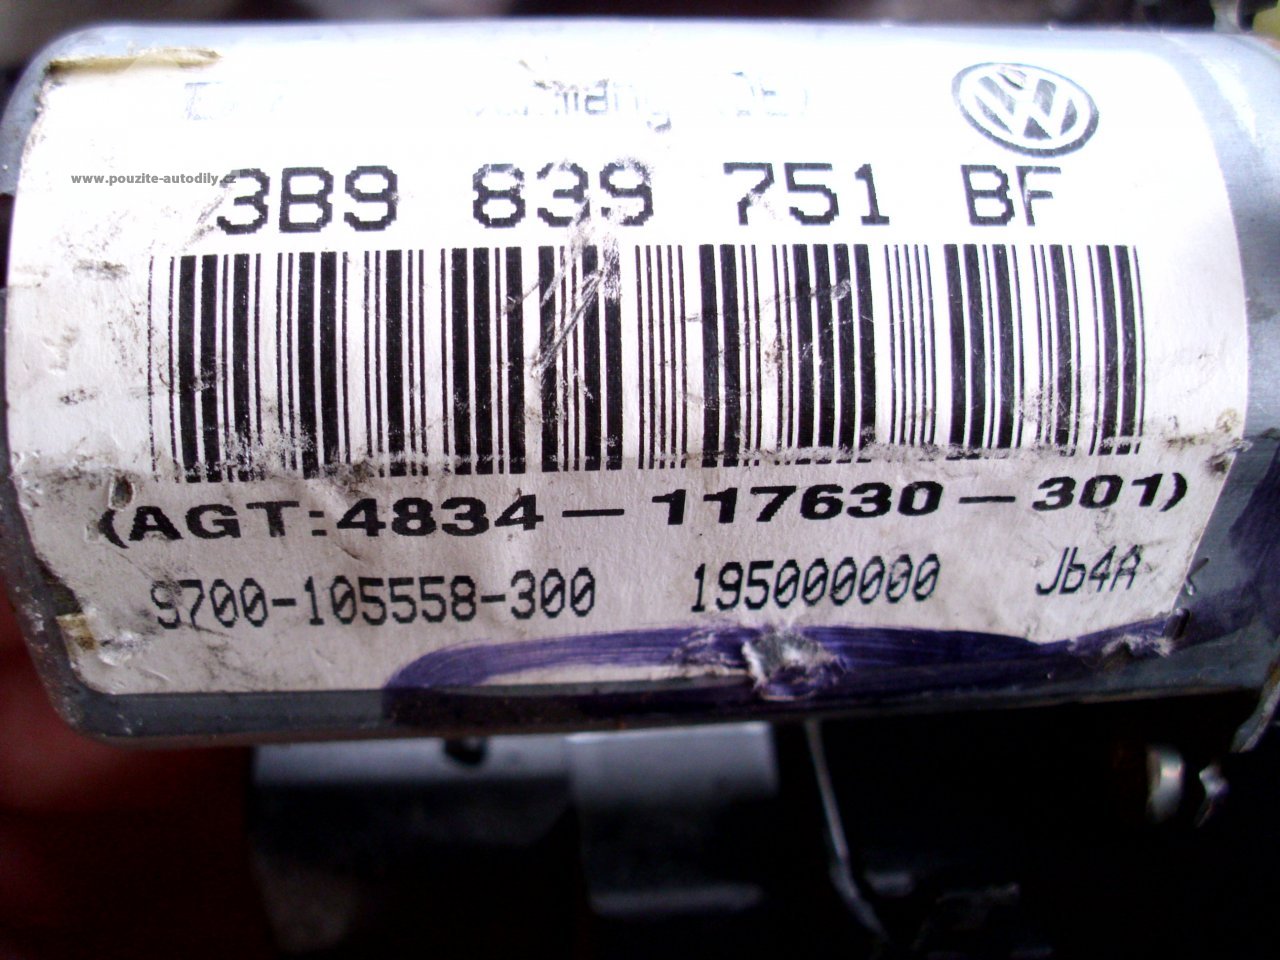 3B9 839 751 BF
www.pouzite-autodily.cz
(AGT:4834-117630-301)
9700-105558-300 195000000 Jb4A